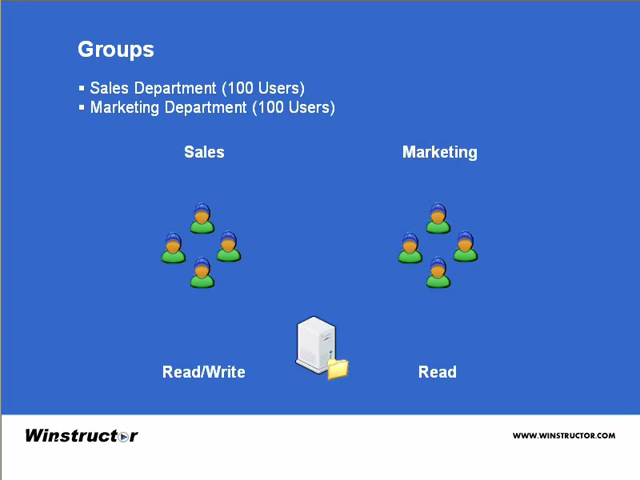 Groups
▪ Sales Department (100 Users)
▪ Marketing Department (100 Users)
Sales Marketing
Read/Write Read
Winstructor WWW.WINSTRUCTOR.COM